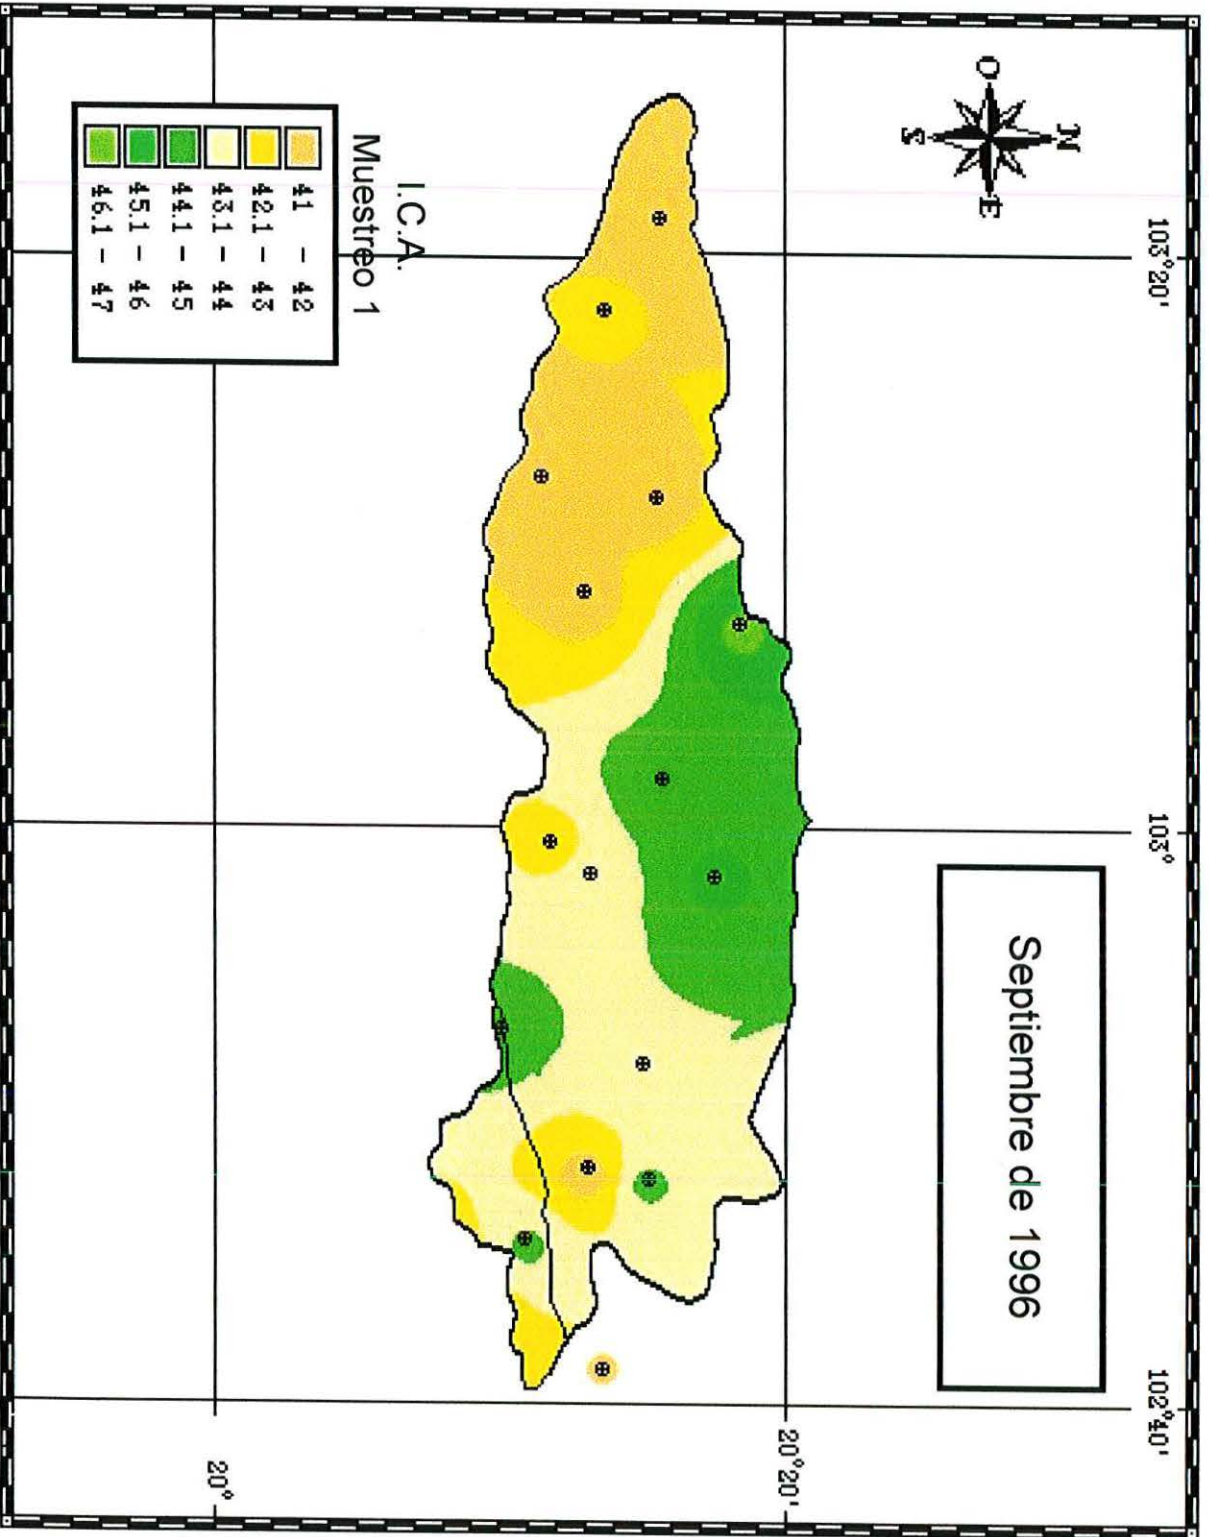 103°20'
103°
102°40'
N
O
E
S
Septiembre de 1996
20°20'
20°
I.C.A.
Muestreo 1
41 - 42
42.1 - 43
43.1 - 44
44.1 - 45
45.1 - 46
46.1 - 47